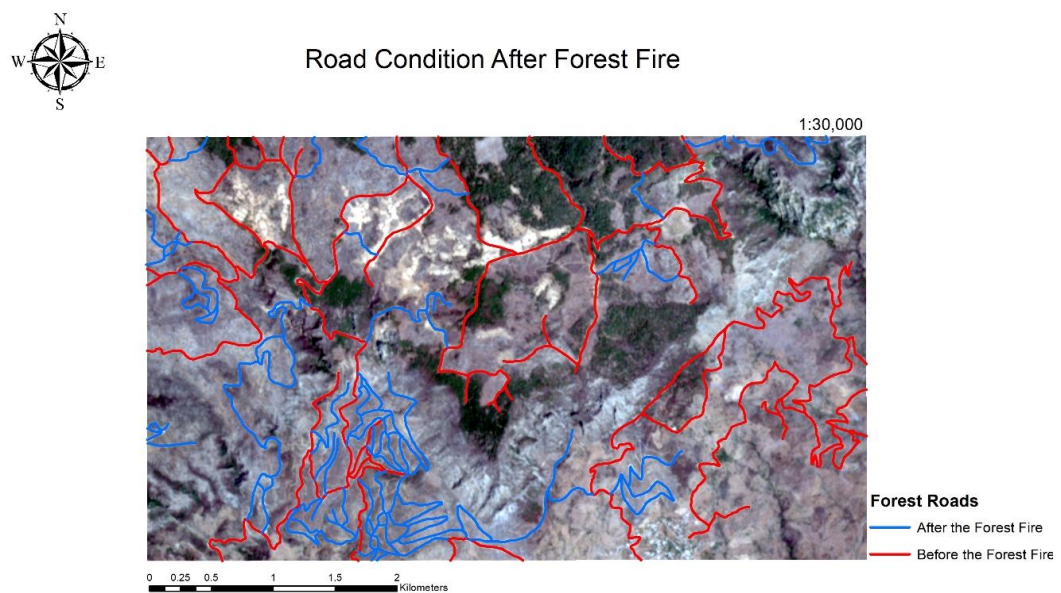 N
W E
S
Road Condition After Forest Fire
1:30,000
Forest Roads
After the Forest Fire
Before the Forest Fire
0 0.25 0.5 1 1.5 2
Kilometers